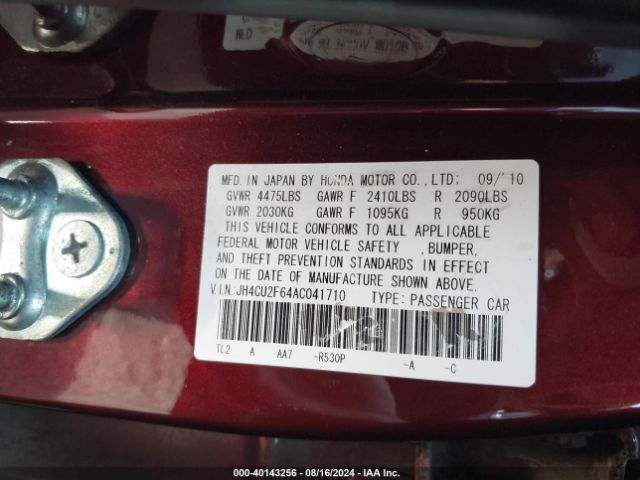 MFD. IN JAPAN BY HONDA MOTOR CO.,LTD: 09/'10
GVWR 4475LBS GAWR F 2410LBS R 2090LBS
GVWR 2030KG GAWR F 1095KG R 950KG
THIS VEHICLE CONFORMS TO ALL APPLICABLE
FEDERAL MOTOR VEHICLE SAFETY , BUMPER,
AND THEFT PREVENTION STANDARDS IN EFFECT
ON THE DATE OF MANUFACTURE SHOWN ABOVE.
V.I.N.:JH4CU2F64AC041710 TYPE: PASSENGER CAR
TL2 A AA7 -R530P -A -C
000-40143256 - 08/16/2024 - IAA Inc.